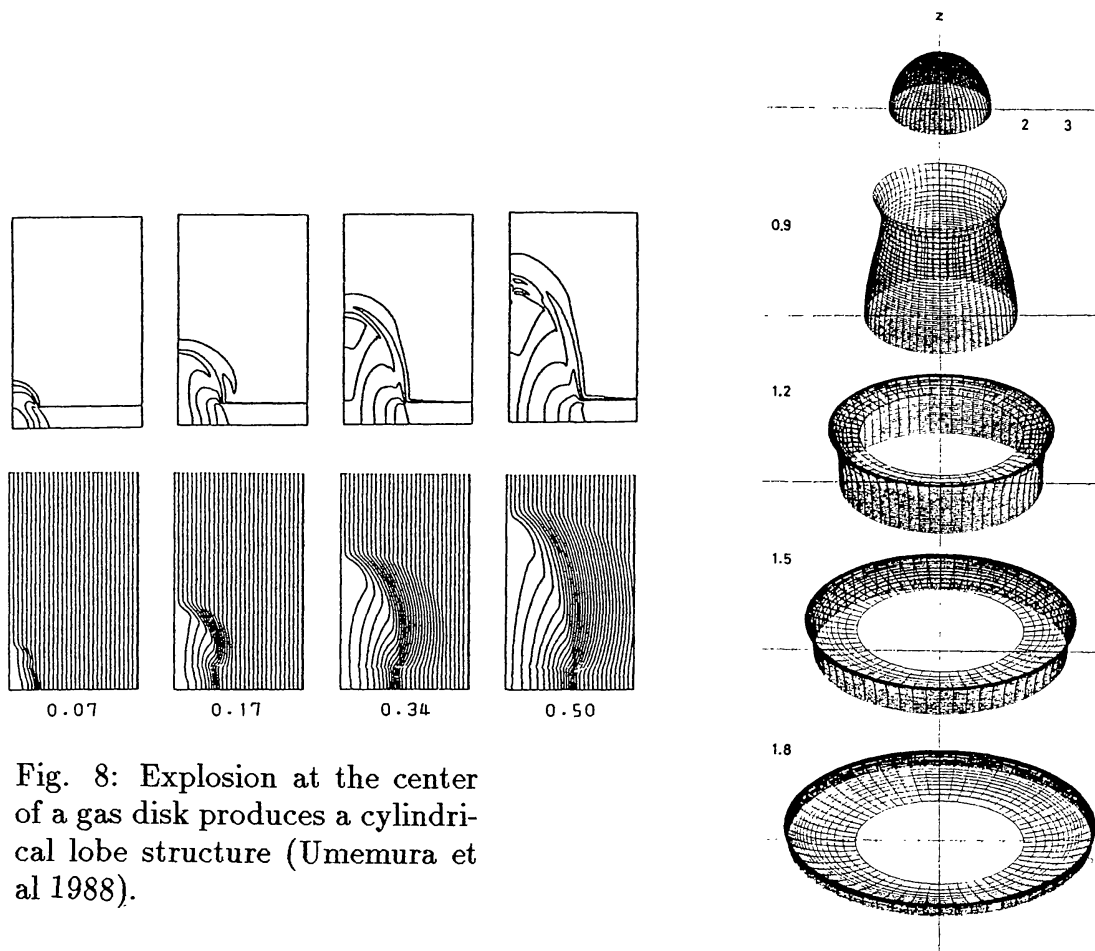 0.07 0.17 0.34 0.50
Fig. 8: Explosion at the center
of a gas disk produces a cylindri-
cal lobe structure (Umemura et
al 1988).
z
2 3
0.9
1.2
1.5
1.8